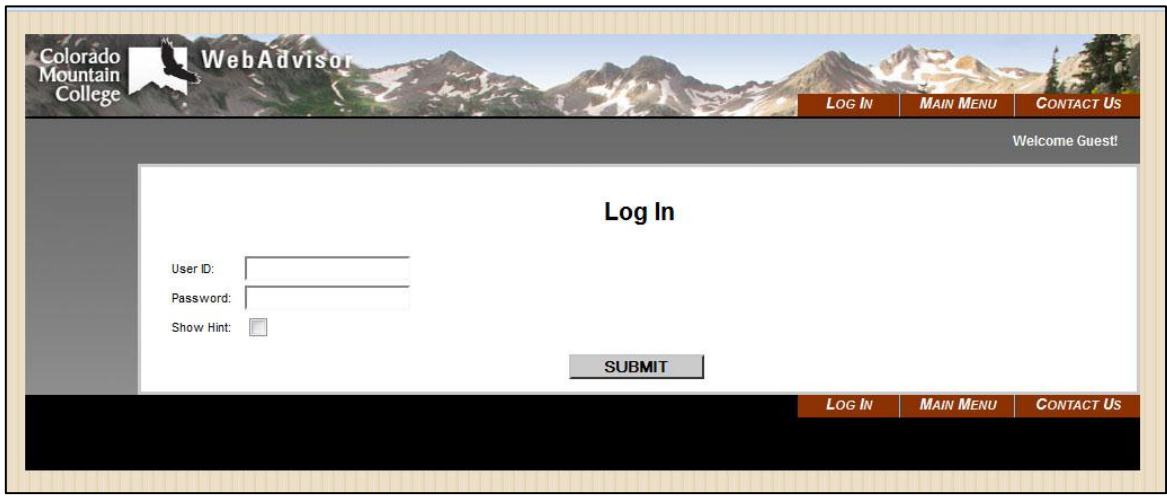 Colorado
Mountain
College
WebAdvisor
LOG IN MAIN MENU CONTACT US
Welcome Guest!
Log In
User ID:
Password:
Show Hint:
SUBMIT
LOG IN MAIN MENU CONTACT US